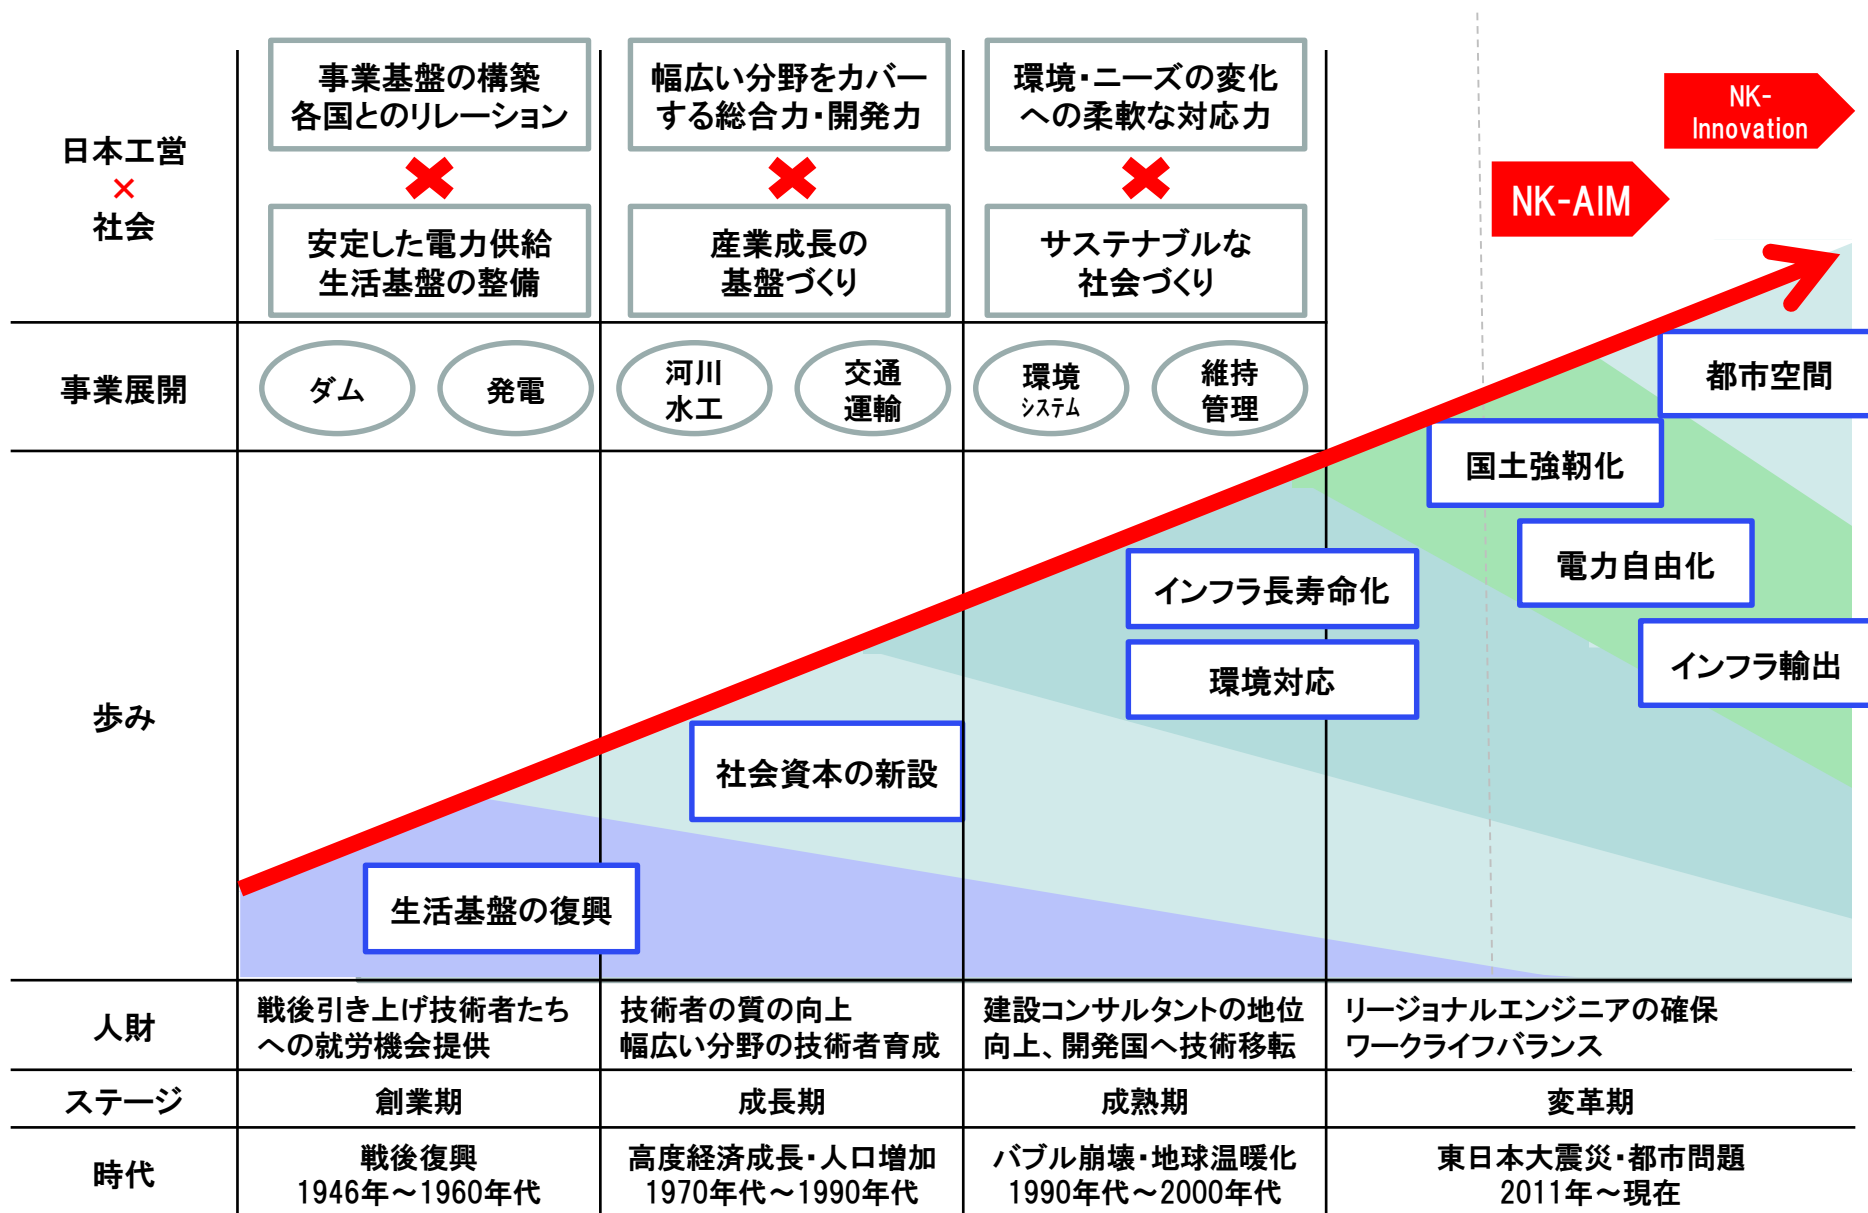 日本工営
×
社会
事業基盤の構築
各国とのリレーション
安定した電力供給
生活基盤の整備
幅広い分野をカバー
する総合力・開発力
産業成長の
基盤づくり
環境・ニーズの変化
への柔軟な対応力
サステナブルな
社会づくり
NK-
Innovation
NK-AIM
事業展開
ダム
発電
河川
水工
交通
運輸
環境
システム
維持
管理
都市空間
国土強靭化
電力自由化
インフラ輸出
インフラ長寿命化
環境対応
歩み
社会資本の新設
生活基盤の復興
人財
戦後引き上げ技術者たち
への就労機会提供
技術者の質の向上
幅広い分野の技術者育成
建設コンサルタントの地位
向上、開発国へ技術移転
リージョナルエンジニアの確保
ワークライフバランス
ステージ
創業期
成長期
成熟期
変革期
時代
戦後復興
1946年～1960年代
高度経済成長・人口増加
1970年代～1990年代
バブル崩壊・地球温暖化
1990年代～2000年代
東日本大震災・都市問題
2011年～現在